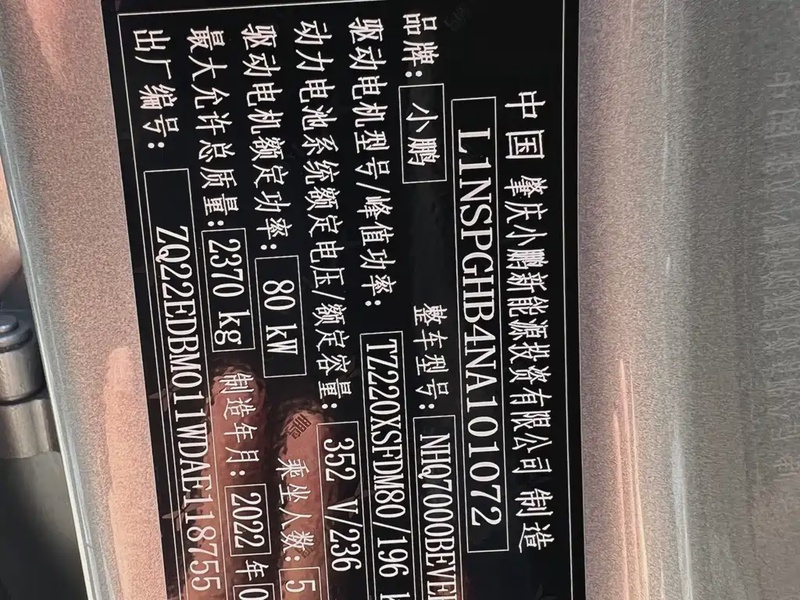 中国 肇庆小鹏新能源投资有限公司 制造
L1NSPGHB4NA101072
品牌: 小鹏 整车型号: NHQ7000BEVE
驱动电机型号/峰值功率: TZ220XSFDM80/196
动力电池系统额定电压/额定容量: 352 V/236
驱动电机额定功率: 80 kW 乘坐人数: 5
最大允许总质量: 2370 kg 制造年月: 2022 年0
出厂编号: ZQ22EDBM011WDAE118755